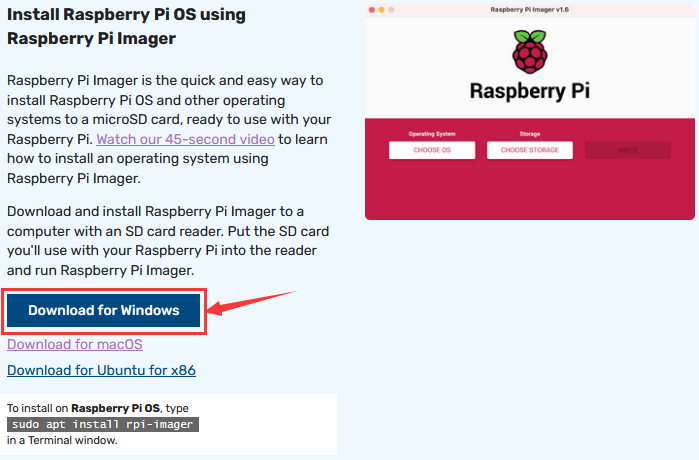 Install Raspberry Pi OS using
Raspberry Pi Imager
Raspberry Pi Imager is the quick and easy way to
install Raspberry Pi OS and other operating
systems to a microSD card, ready to use with your
Raspberry Pi. Watch our 45-second video to learn
how to install an operating system using
Raspberry Pi Imager.
Download and install Raspberry Pi Imager to a
computer with an SD card reader. Put the SD card
you'll use with your Raspberry Pi into the reader
and run Raspberry Pi Imager.
Download for Windows
Download for macOS
Download for Ubuntu for x86
To install on Raspberry Pi OS, type
sudo apt install rpi-imager
in a Terminal window.
Raspberry Pi Imager v1.6
Raspberry Pi
Operating System Storage
CHOOSE OS CHOOSE STORAGE WRITE